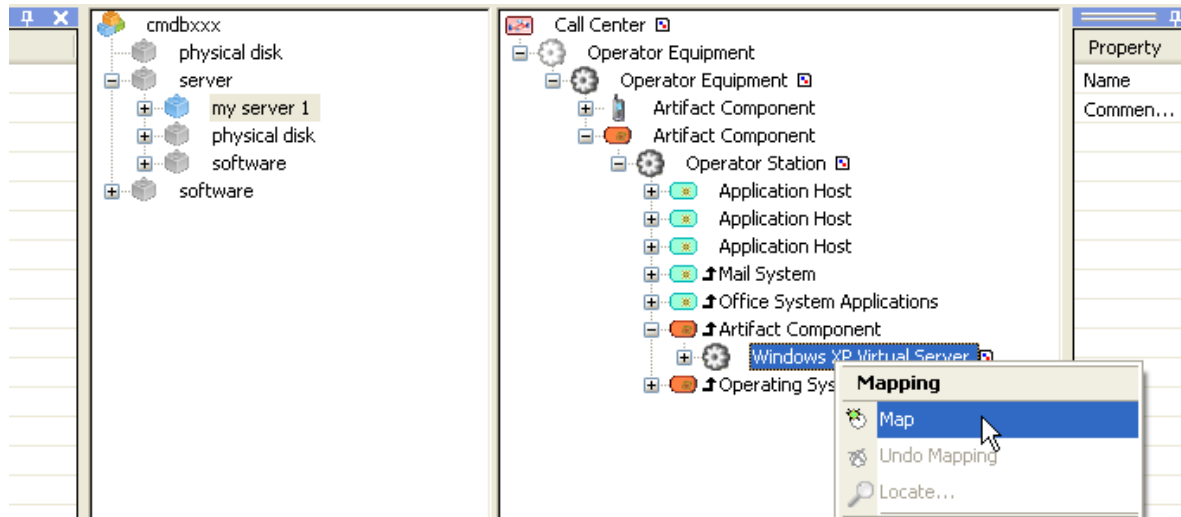 cmdbxxx
physical disk
server
my server 1
physical disk
software
software
Call Center
Operator Equipment
Operator Equipment
Artifact Component
Artifact Component
Operator Station
Application Host
Application Host
Application Host
Mail System
Office System Applications
Artifact Component
Windows XP Virtual Server
Operating Sys
Mapping
Map
Undo Mapping
Locate...
Property
Name
Commen...